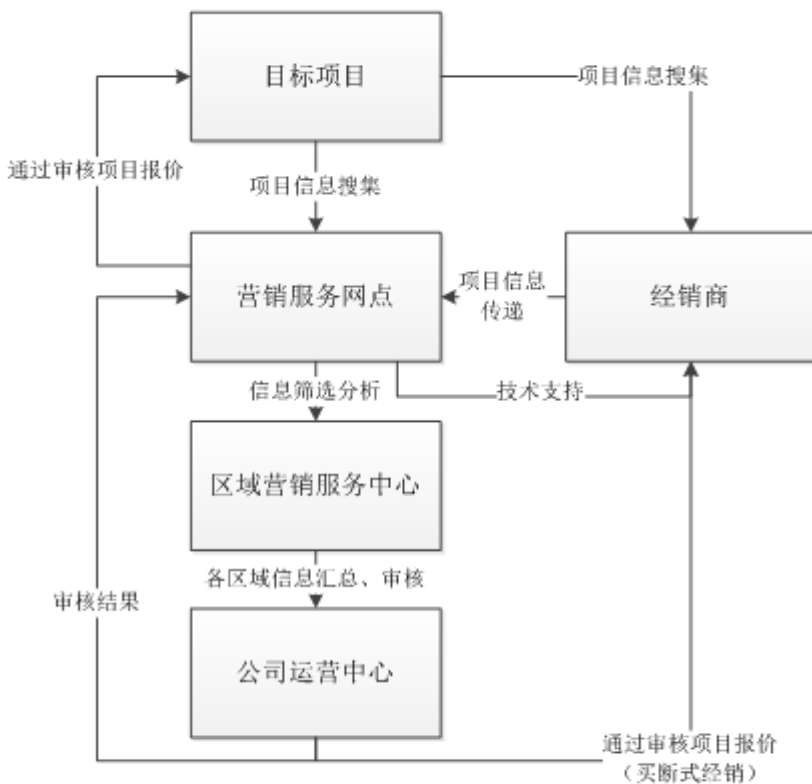 目标项目
项目信息搜集
通过审核项目报价
项目信息搜集
营销服务网点
项目信息
传递
经销商
信息筛选分析
技术支持
区域营销服务中心
各区域信息汇总、审核
审核结果
公司运营中心
通过审核项目报价
（买断式经销）